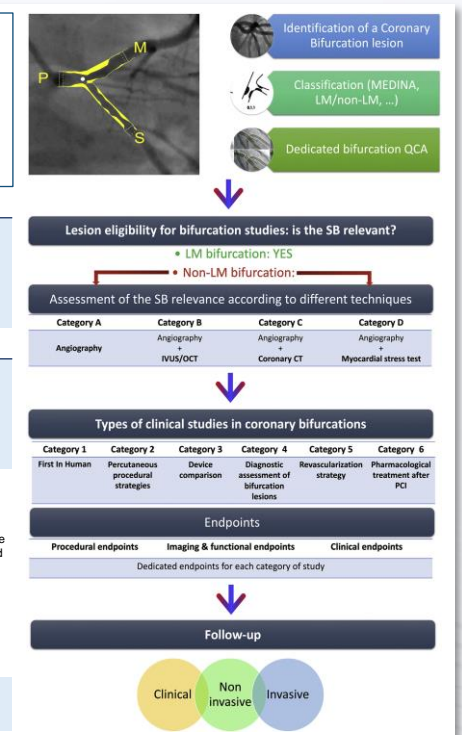 M
P
S
Identification of a Coronary
Bifurcation lesion
Classification (MEDINA,
LM/non-LM, ...)
Dedicated bifurcation QCA
Lesion eligibility for bifurcation studies: is the SB relevant?
• LM bifurcation: YES
• Non-LM bifurcation:
Assessment of the SB relevance according to different techniques
Category A Category B Category C Category D
Angiography Angiography + IVUS/OCT Angiography + Coronary CT Angiography + Myocardial stress test
Types of clinical studies in coronary bifurcations
Category 1 Category 2 Category 3 Category 4 Category 5 Category 6
First In Human Percutaneous procedural strategies Device comparison Diagnostic assessment of bifurcation lesions Revascularization strategy Pharmacological treatment after PCI
Endpoints
Procedural endpoints Imaging & functional endpoints Clinical endpoints
Dedicated endpoints for each category of study
Follow-up
Clinical Non invasive Invasive